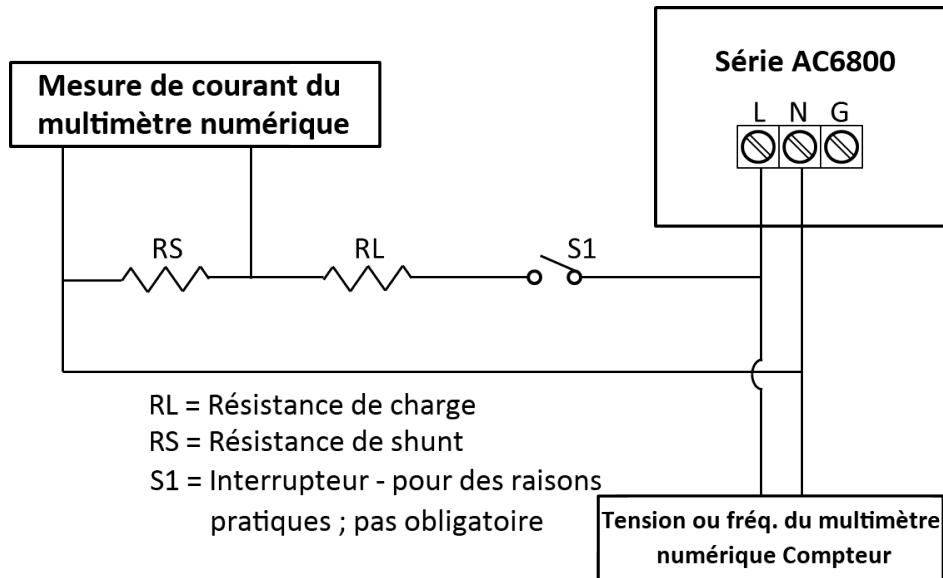 Série AC6800
L N G
Mesure de courant du
multimètre numérique
RS
RL
S1
RL = Résistance de charge
RS = Résistance de shunt
S1 = Interrupteur - pour des raisons
pratiques ; pas obligatoire
Tension ou fréq. du multimètre
numérique Compteur